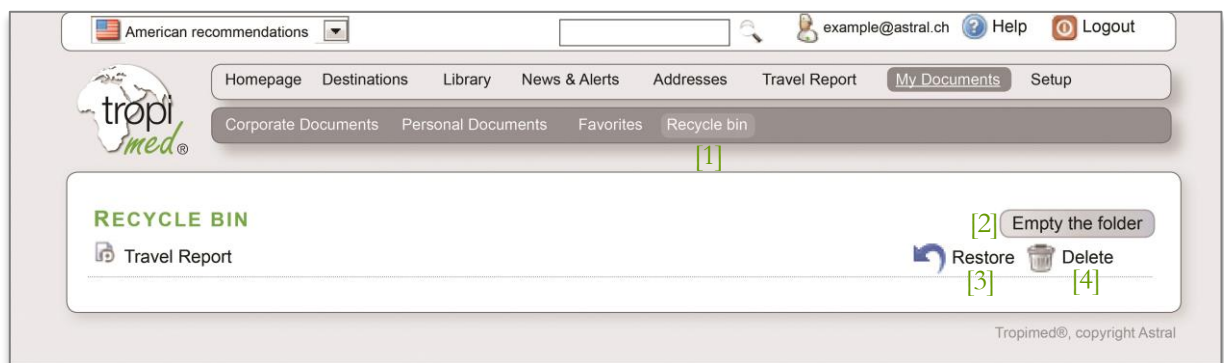 American recommendations example@astral.ch Help Logout
Homepage Destinations Library News & Alerts Addresses Travel Report My Documents Setup
tropimed®
Corporate Documents Personal Documents Favorites Recycle bin
[1]
RECYCLE BIN
[2] Empty the folder
Travel Report Restore Delete
[3] [4]
Tropimed®, copyright Astral